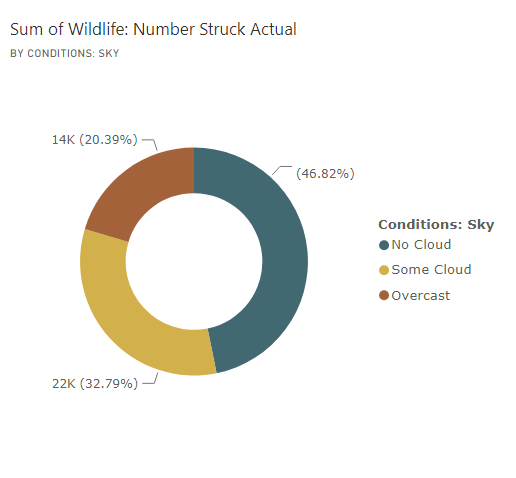 Sum of Wildlife: Number Struck Actual
BY CONDITIONS: SKY
14K (20.39%)
(46.82%)
Conditions: Sky
No Cloud
Some Cloud
Overcast
22K (32.79%)